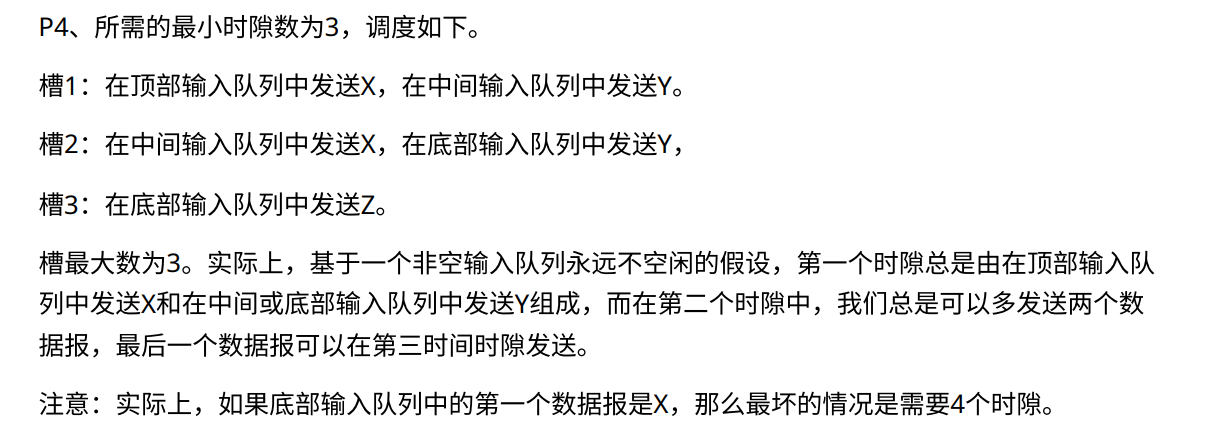 P4、所需的最小时隙数为3，调度如下。
槽1：在顶部输入队列中发送X，在中间输入队列中发送Y。
槽2：在中间输入队列中发送X，在底部输入队列中发送Y，
槽3：在底部输入队列中发送Z。
槽最大数为3。实际上，基于一个非空输入队列永远不空闲的假设，第一个时隙总是由在顶部输入队
列中发送X和在中间或底部输入队列中发送Y组成，而在第二个时隙中，我们总是可以多发送两个数
据报，最后一个数据报可以在第三时间时隙发送。
注意：实际上，如果底部输入队列中的第一个数据报是X，那么最坏的情况是需要4个时隙。